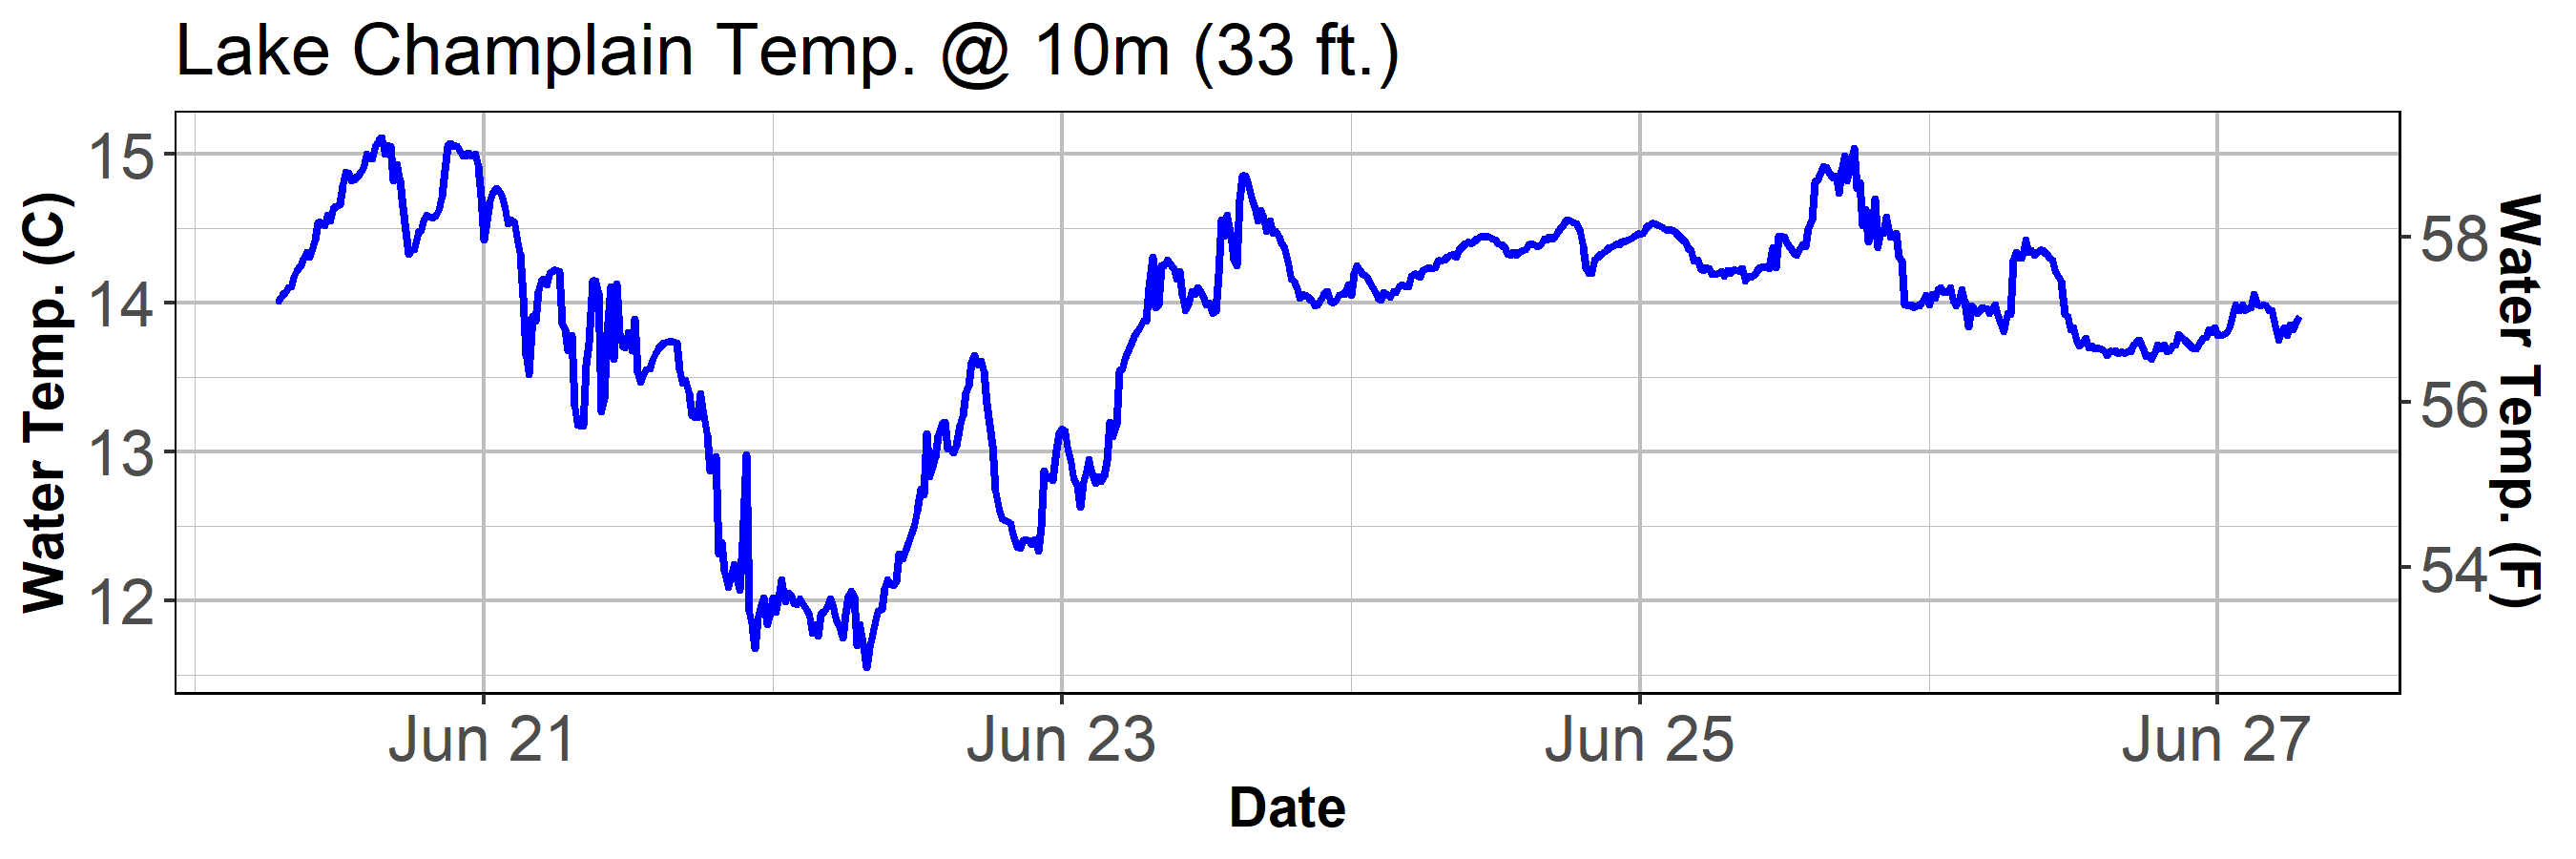 Lake Champlain Temp. @ 10m (33 ft.)
Water Temp. (C)
15
14
13
12
58
56
54
Water Temp. (F)
Jun 21
Jun 23
Jun 25
Jun 27
Date